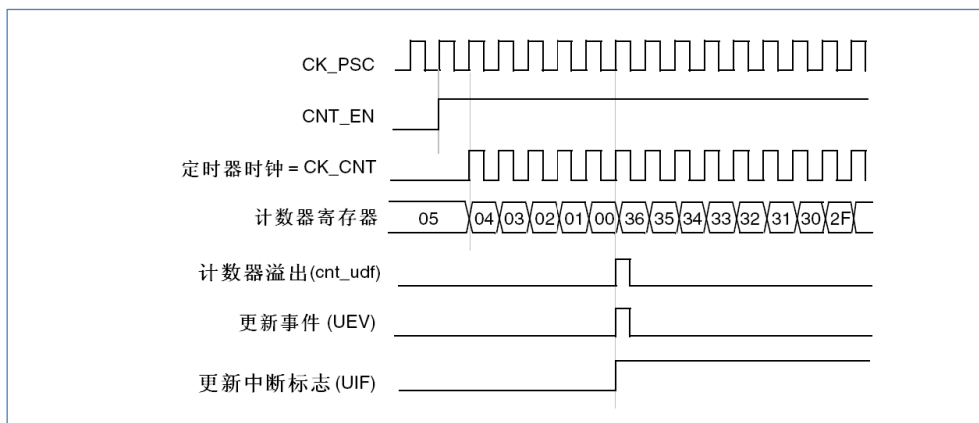 CK_PSC
CNT_EN
定时器时钟 = CK_CNT
计数器寄存器 05 04 03 02 01 00 36 35 34 33 32 31 30 2F
计数器溢出(cnt_udf)
更新事件 (UEV)
更新中断标志(UIF)